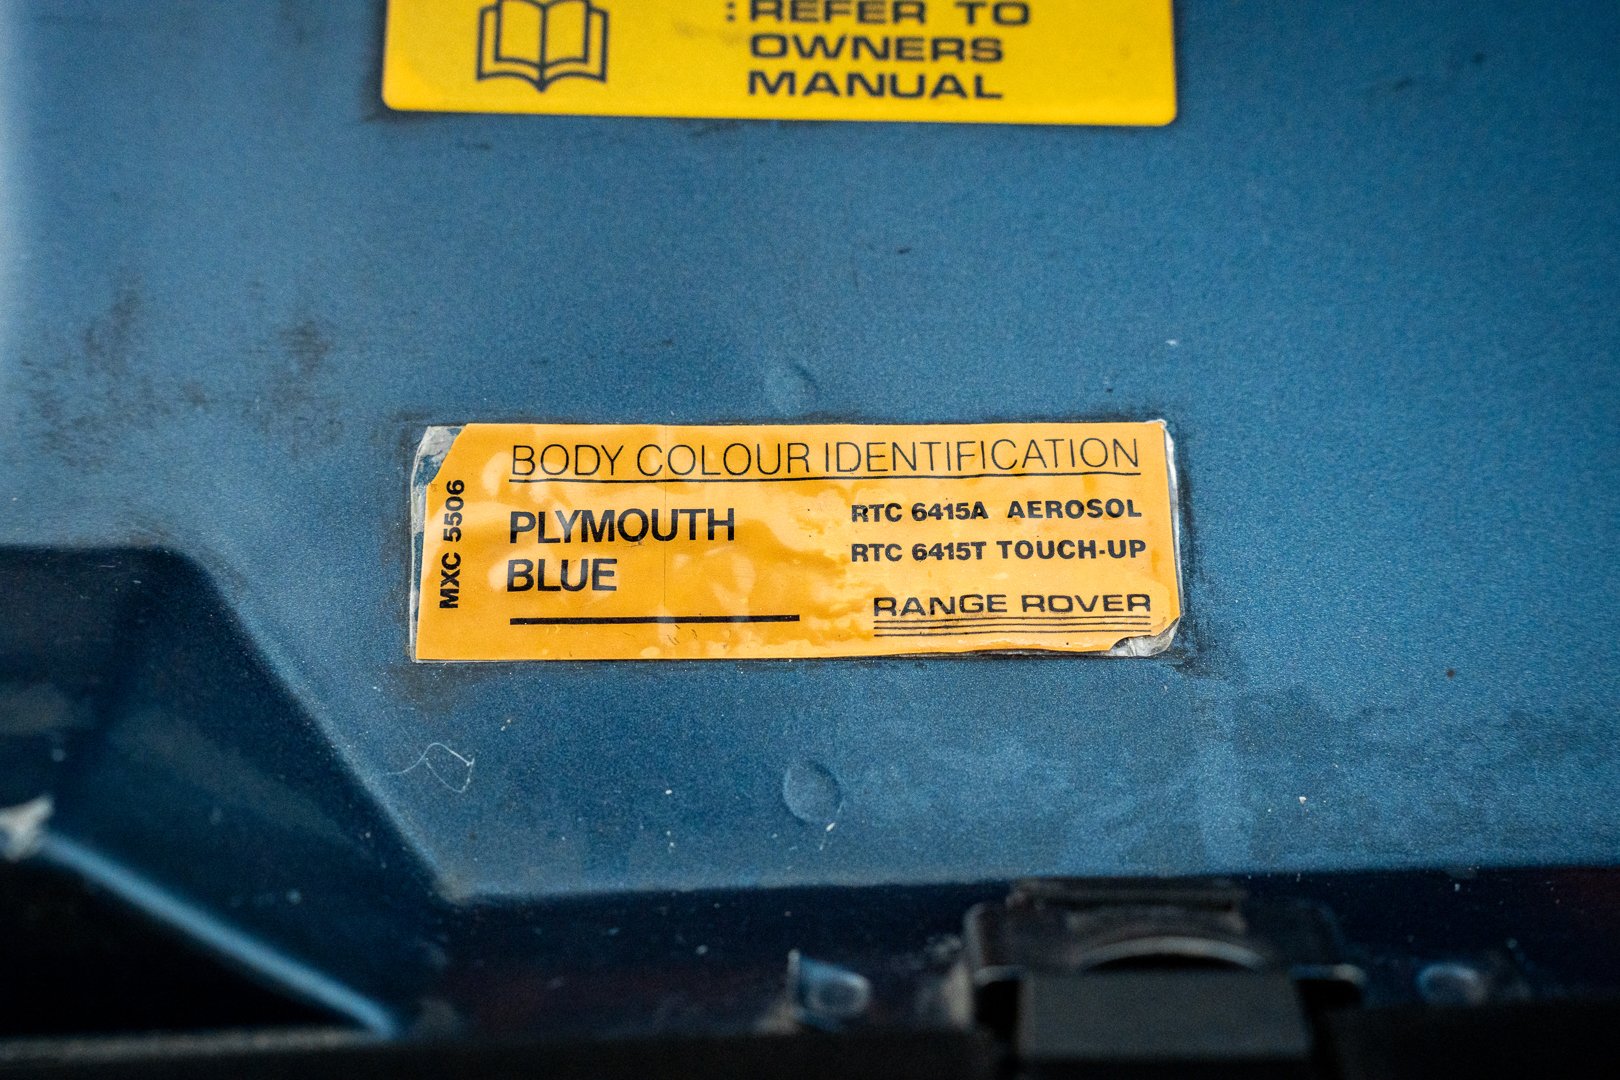 :REFER TO
OWNERS
MANUAL
BODY COLOUR IDENTIFICATION
MXC 5506
PLYMOUTH
BLUE
RTC 6415A AEROSOL
RTC 6415T TOUCH-UP
RANGE ROVER